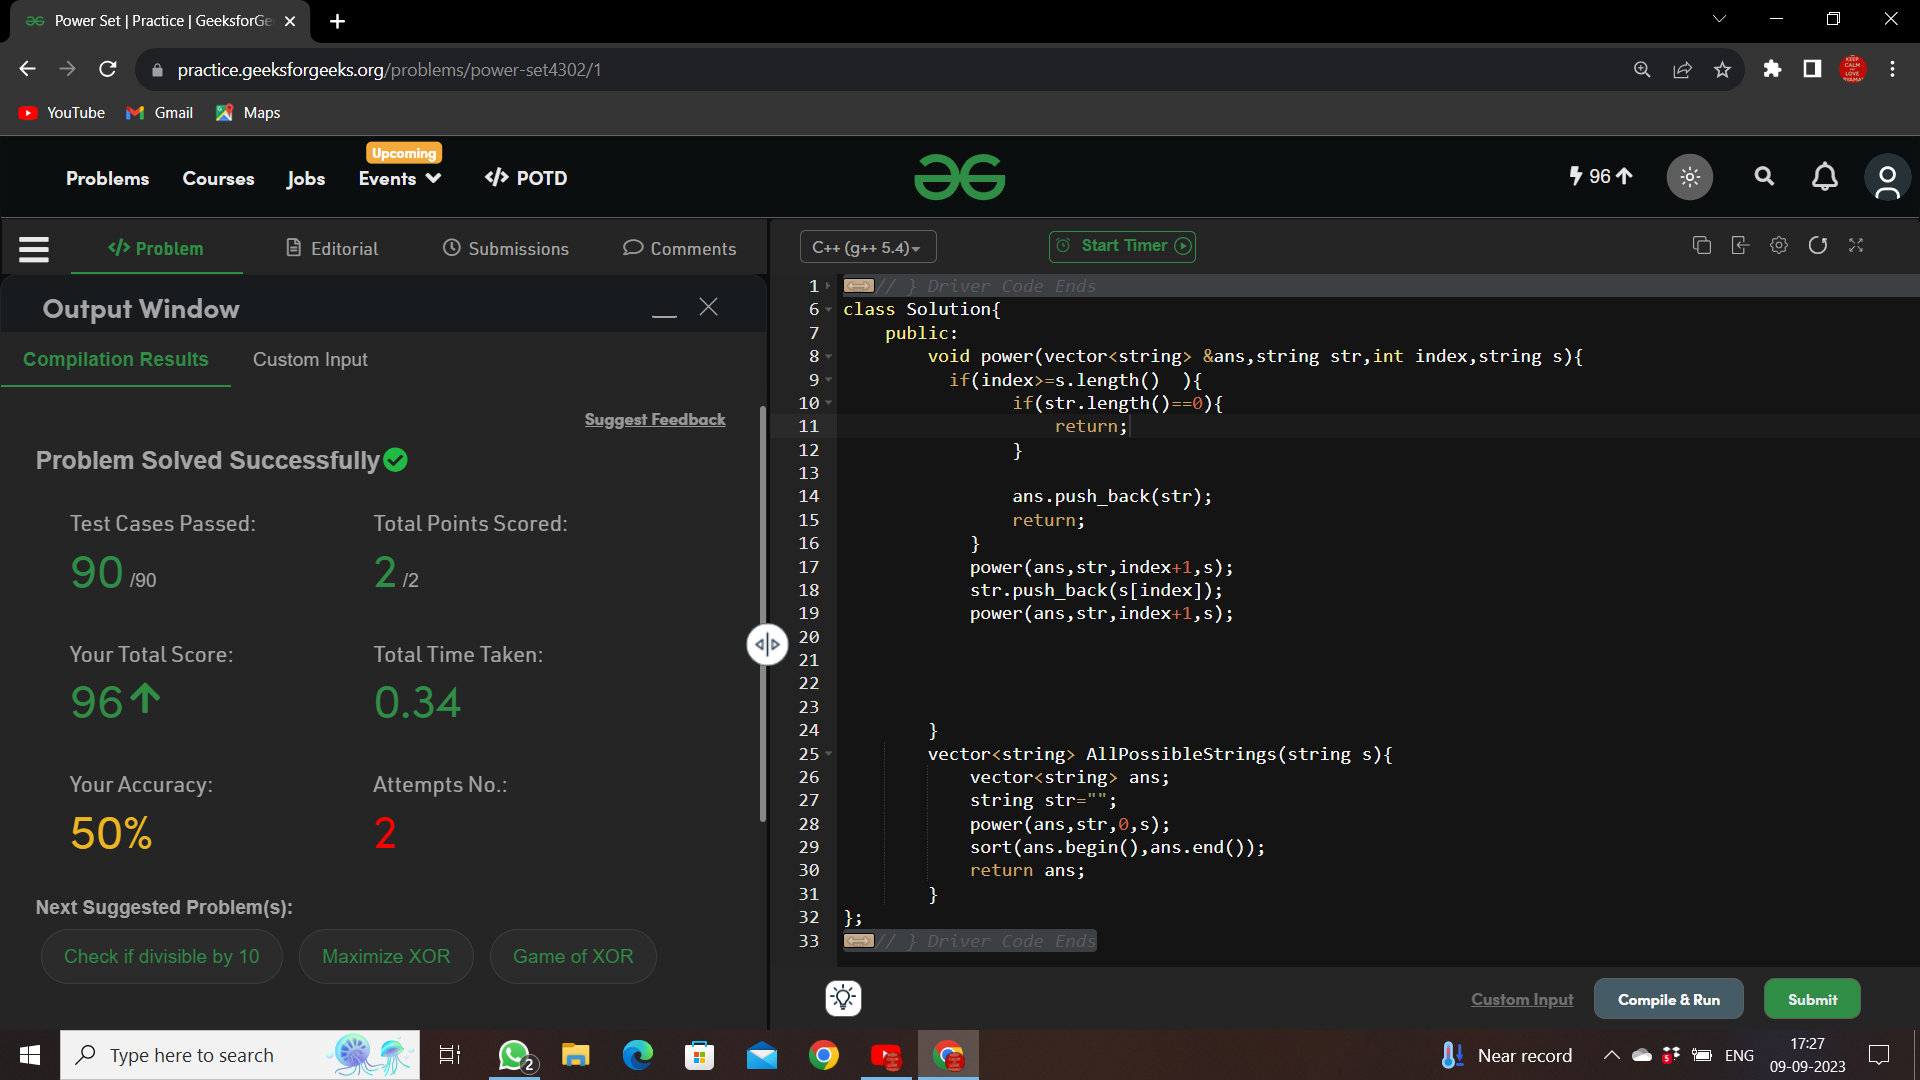 Power Set | Practice | GeeksforGe
practice.geeksforgeeks.org/problems/power-set4302/1
YouTube Gmail Maps
Upcoming
Problems Courses Jobs Events </> POTD 96
</> Problem Editorial Submissions Comments
C++ (g++ 5.4) Start Timer
Output Window
Compilation Results Custom Input
Suggest Feedback
Problem Solved Successfully
Test Cases Passed: Total Points Scored:
90 /90 2 /2
Your Total Score: Total Time Taken:
96 0.34
Your Accuracy: Attempts No.:
50% 2
Next Suggested Problem(s):
Check if divisible by 10 Maximize XOR Game of XOR
1 // } Driver Code Ends
6 class Solution{
7 public:
8 void power(vector<string> &ans,string str,int index,string s){
9 if(index>=s.length()  ){
10 if(str.length()==0){
11 return;
12 }
13
14 ans.push_back(str);
15 return;
16 }
17 power(ans,str,index+1,s);
18 str.push_back(s[index]);
19 power(ans,str,index+1,s);
20
21
22
23
24 }
25 vector<string> AllPossibleStrings(string s){
26 vector<string> ans;
27 string str="";
28 power(ans,str,0,s);
29 sort(ans.begin(),ans.end());
30 return ans;
31 }
32 };
33 // } Driver Code Ends
Custom Input Compile & Run Submit
Type here to search 2 Near record ENG 17:27
09-09-2023